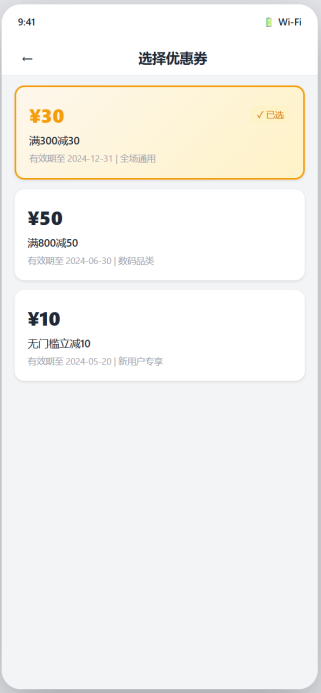 9:41 🔋 Wi-Fi
← 选择优惠券
¥30 ✓ 已选
满300减30
有效期至 2024-12-31 | 全场通用
¥50
满800减50
有效期至 2024-06-30 | 数码品类
¥10
无门槛立减10
有效期至 2024-05-20 | 新用户专享